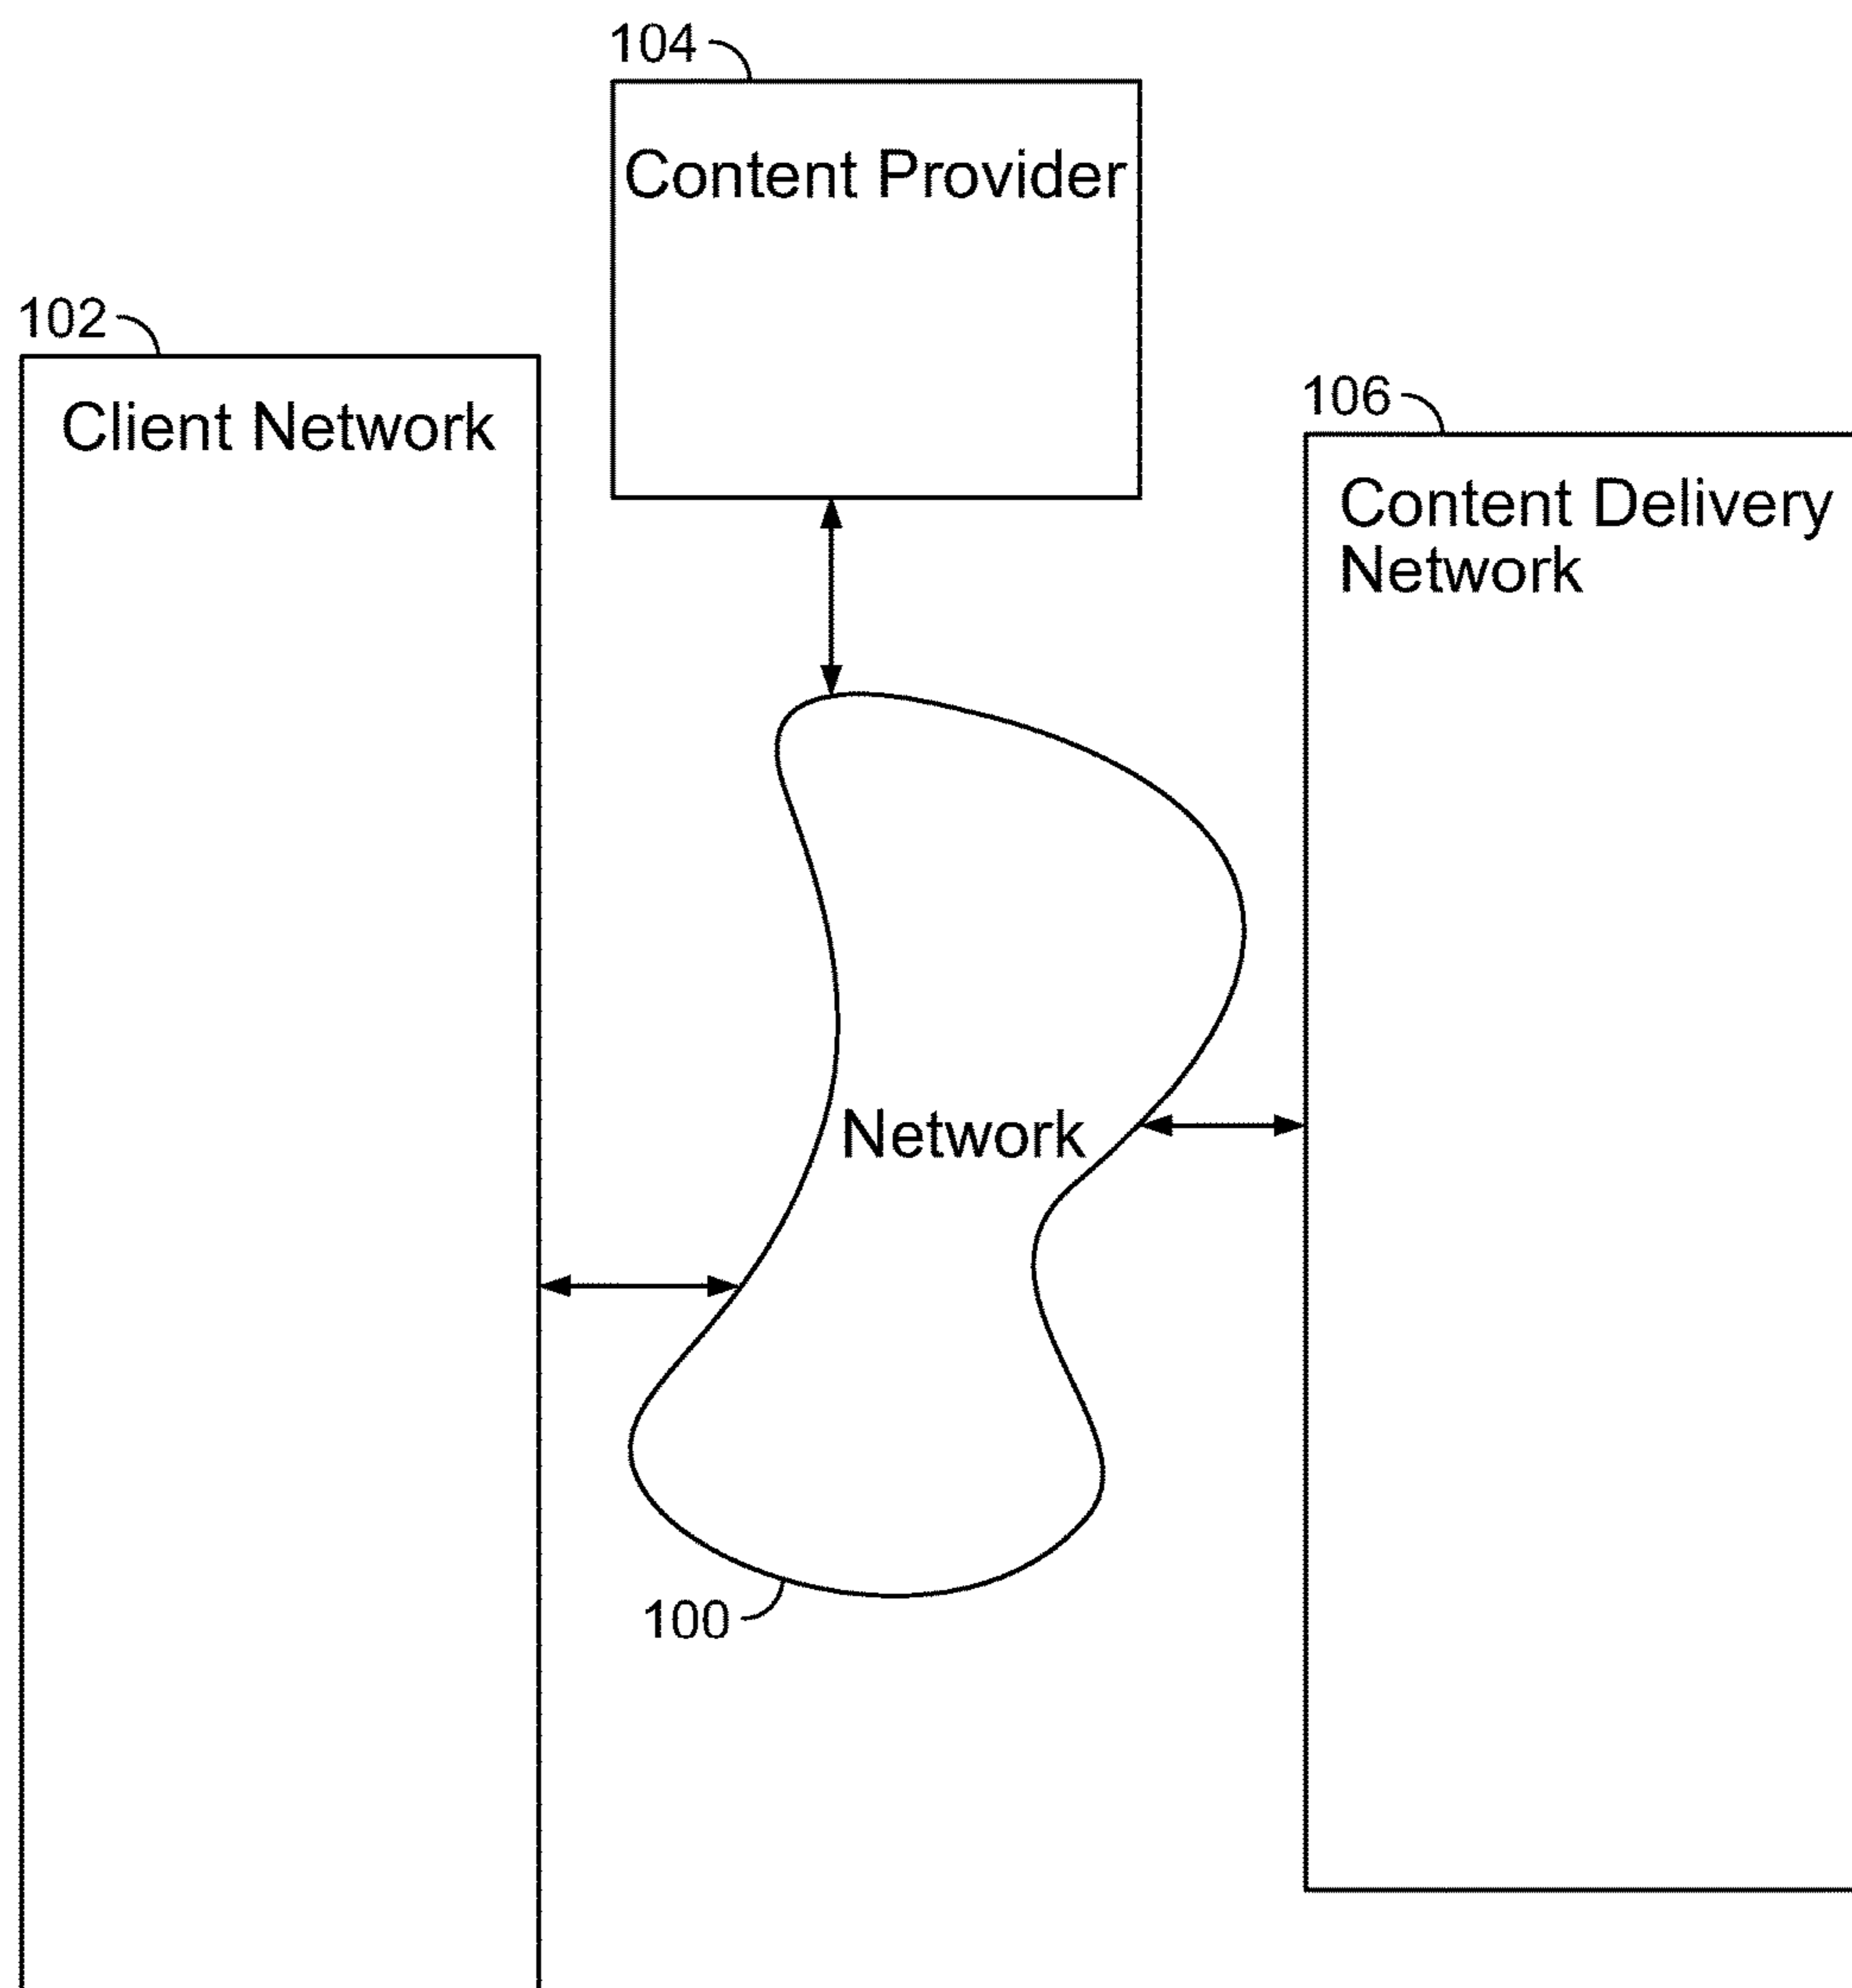 104
Content Provider
102
Client Network
106
Content Delivery
Network
Network
100